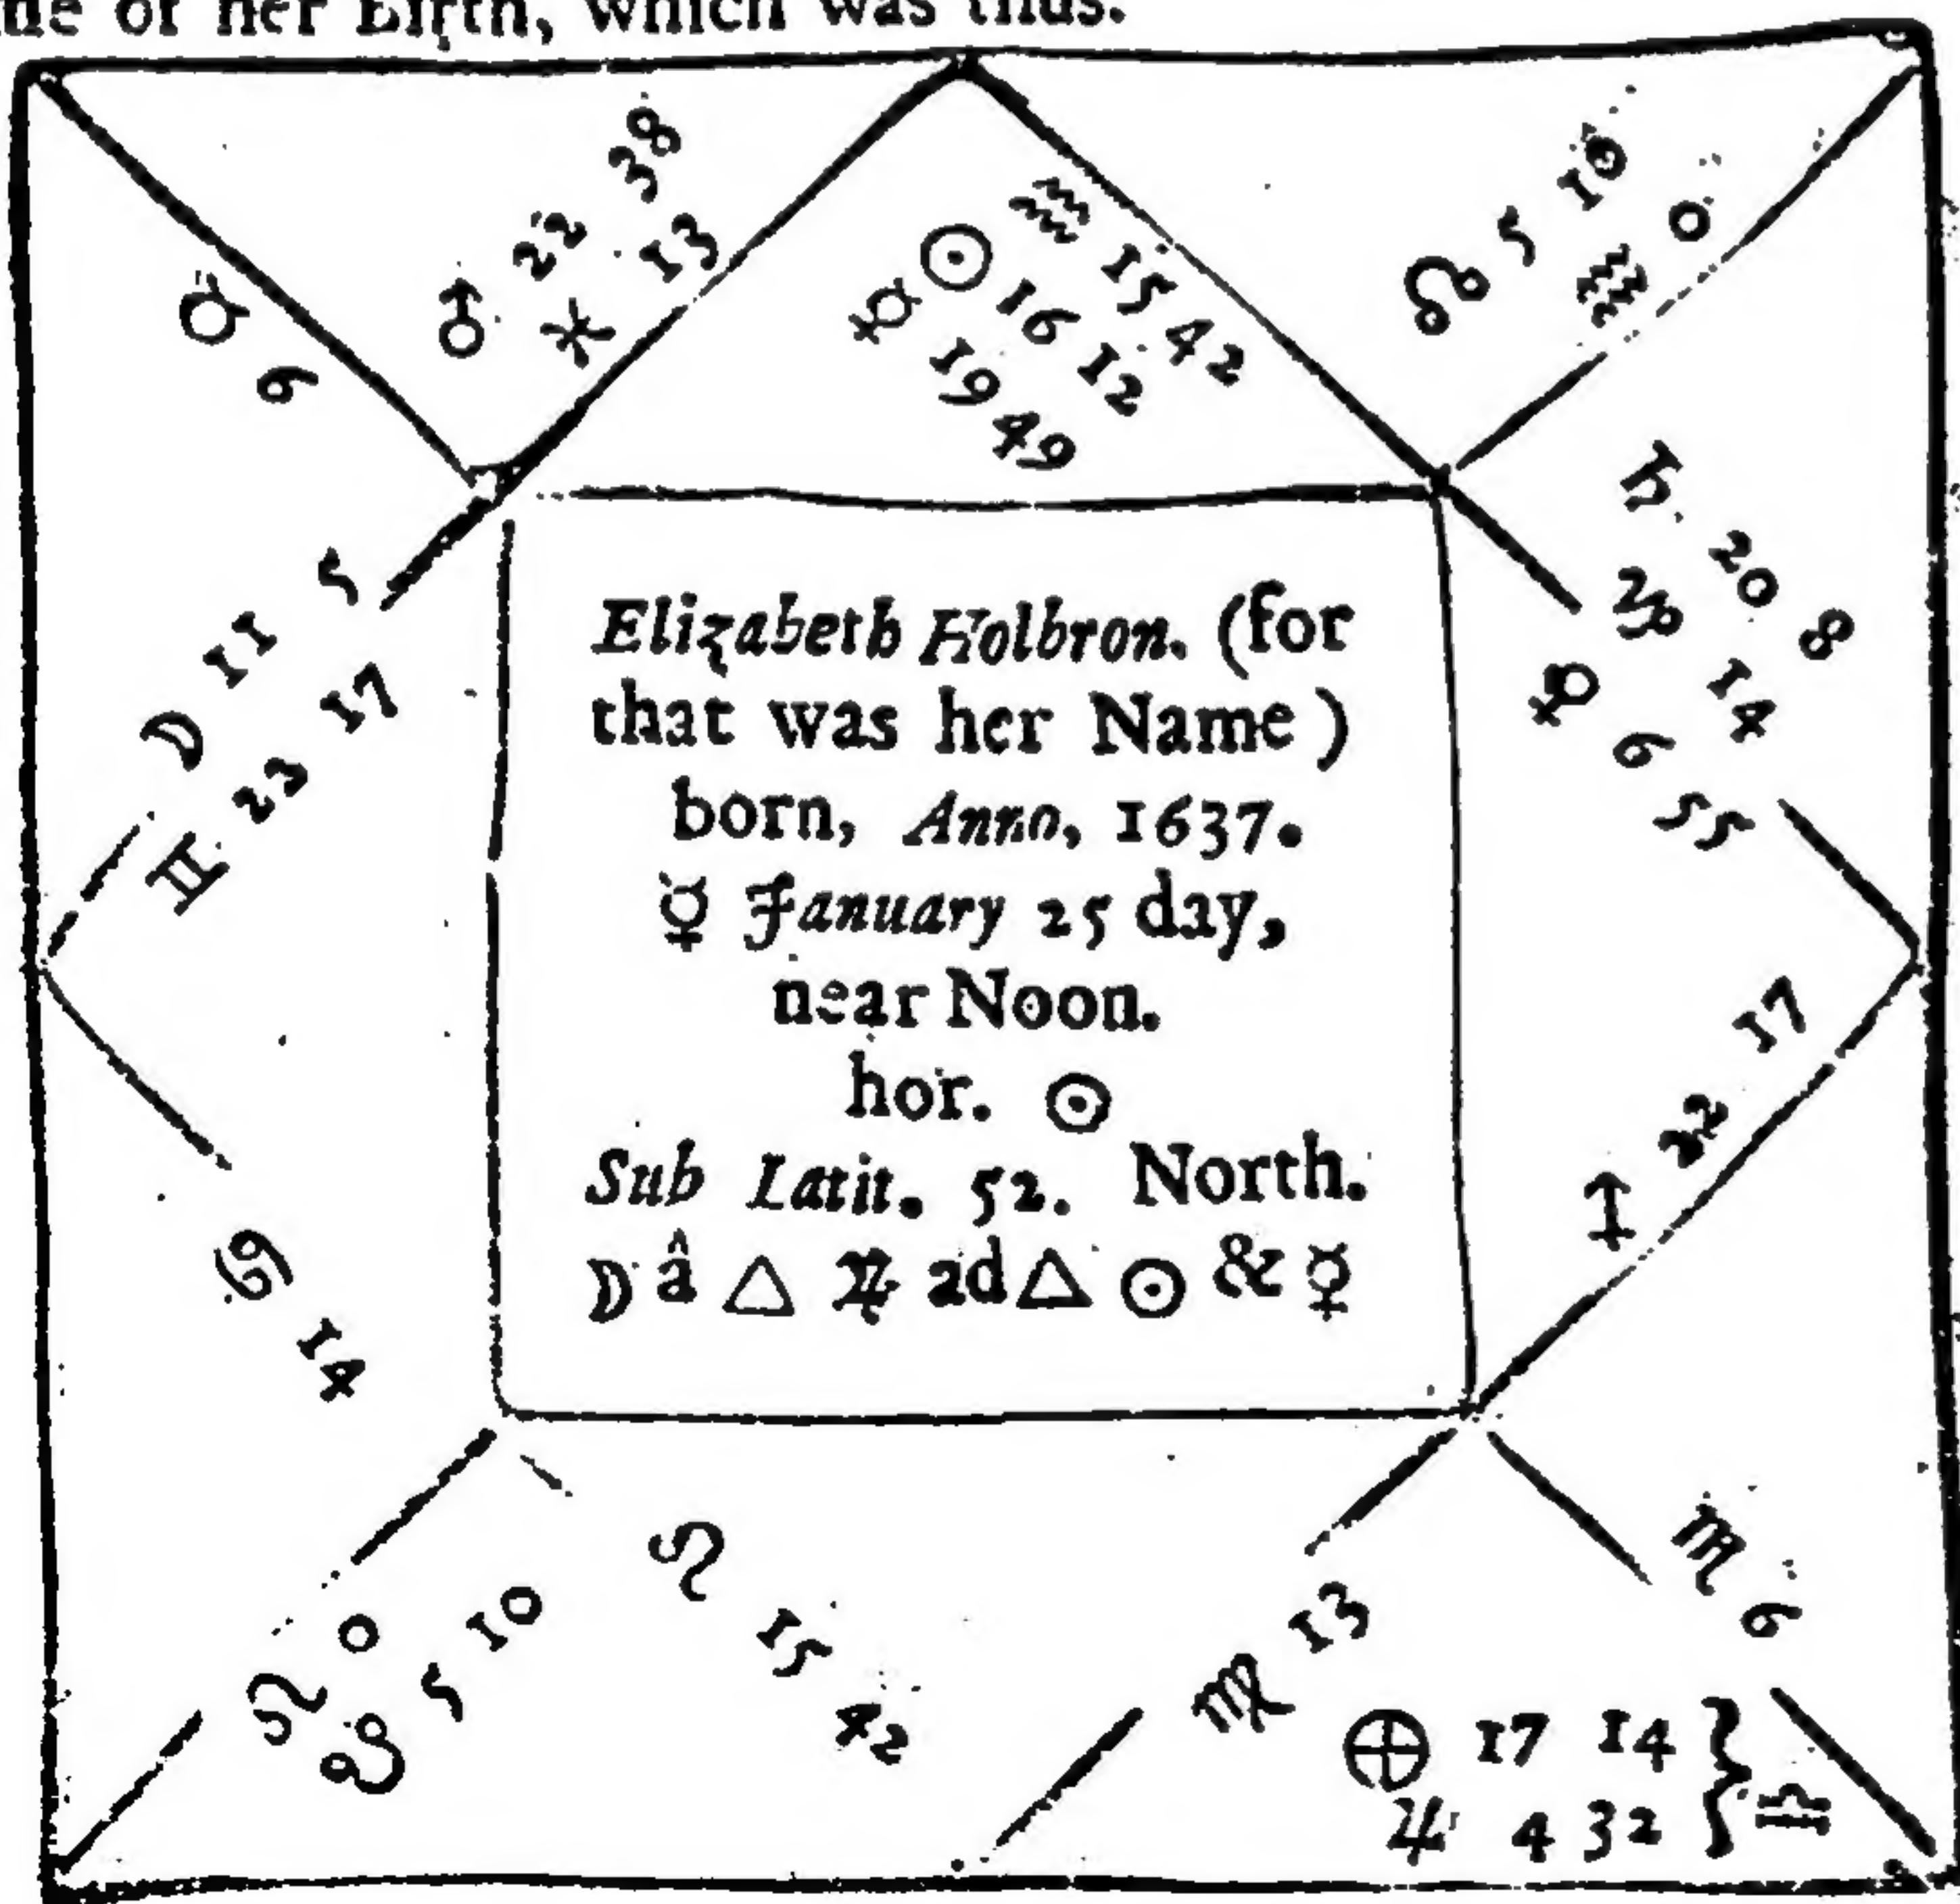 of her Birth, which was thus.
♂ 22 38
♓ 13
♒ 15 42
☉ 16 12
☿ 19 49
☊ 5 10
♒ 0
♉ 6
♄ 20 8
♑ 14
♀ 6 55
☽ 11 5
♊ 23 17
Elizabeth Holbron. (for
that was her Name)
born, Anno, 1637.
☿ January 25 day,
near Noon.
hor. ☉
Sub Latit. 52. North.
☽ â △ ♃ ad △ ☉ & ☿
♐ 22 17
♋ 14
♌ 0
☋ 5 10
♌ 15 42
♍ 13
♏ 6
⊕ 17 14 } ♎
♃ 4 32